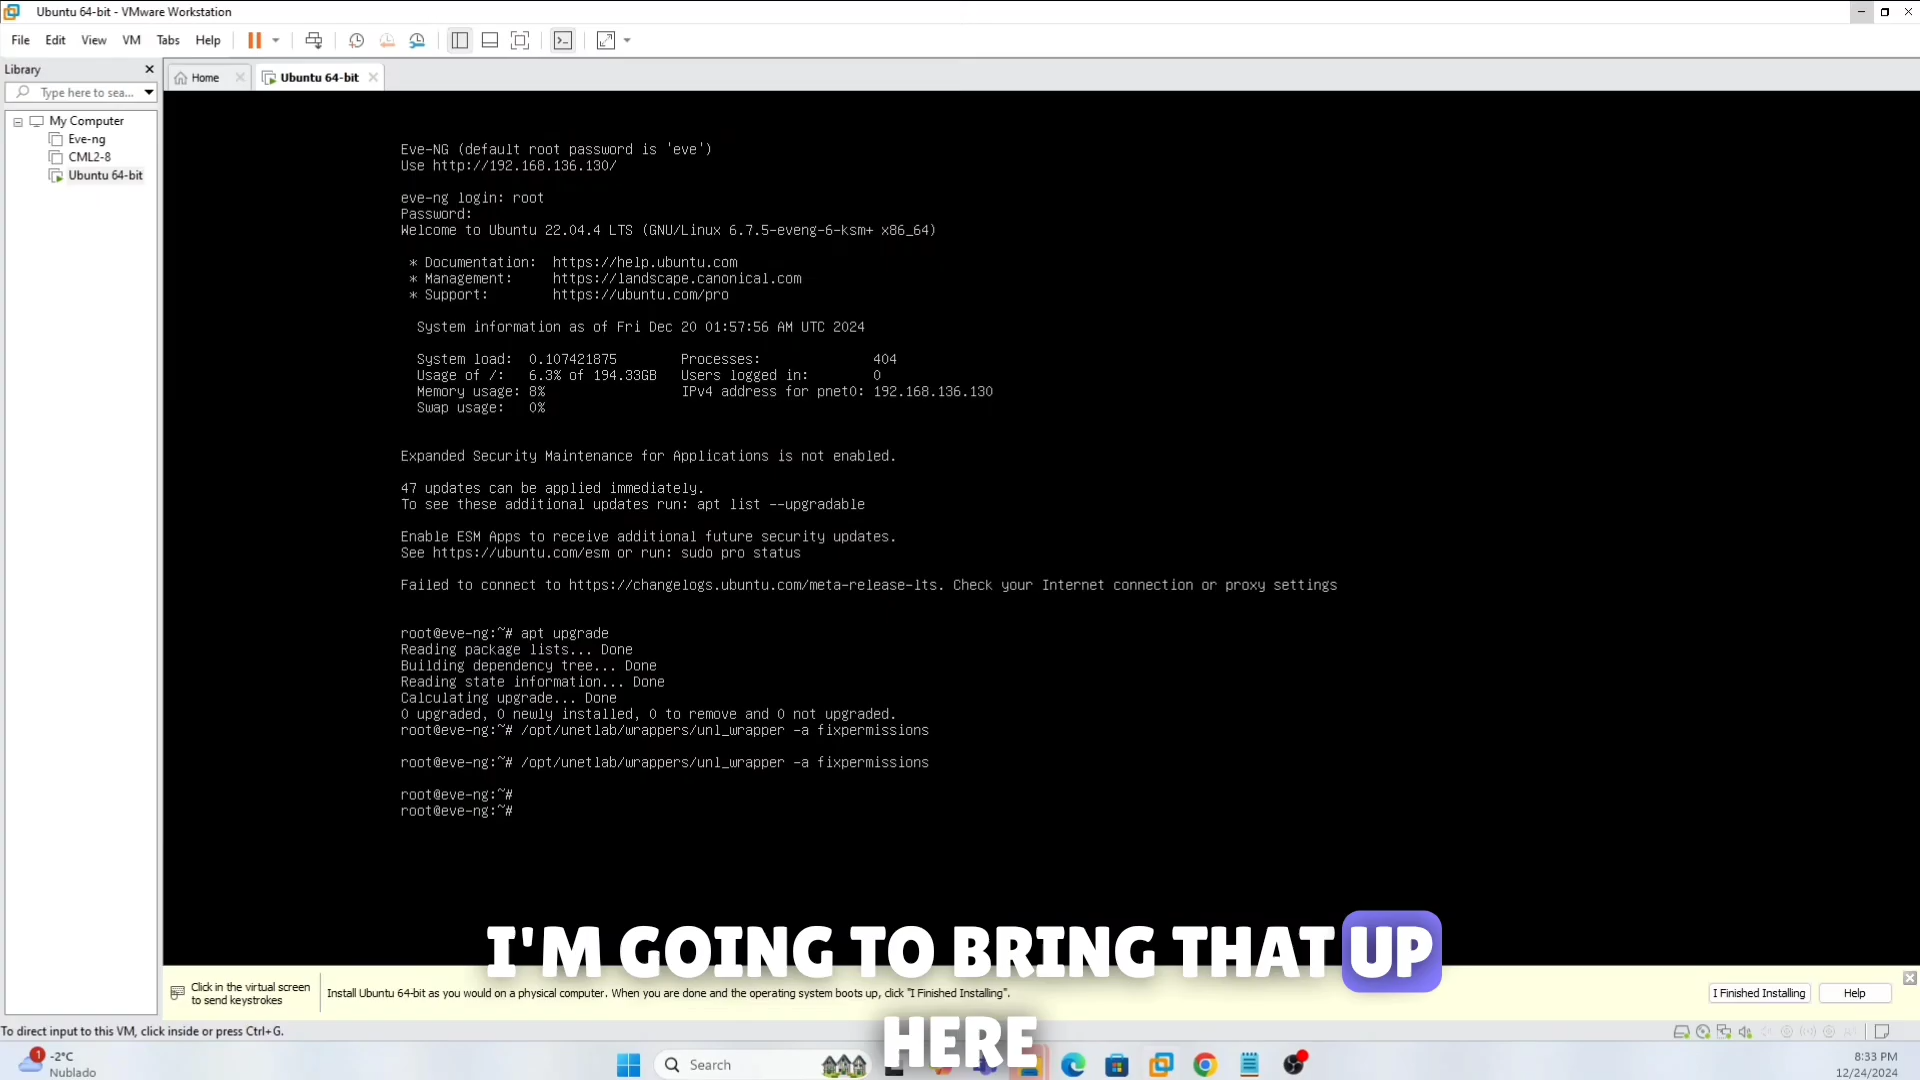 Ubuntu 64-bit - VMware Workstation
File Edit View VM Tabs Help
Library
Type here to sea...
My Computer
Eve-ng
CML2-8
Ubuntu 64-bit
Home
Ubuntu 64-bit
Eve-NG (default root password is 'eve')
Use http://192.168.136.130/
eve-ng login: root
Password:
Welcome to Ubuntu 22.04.4 LTS (GNU/Linux 6.7.5-eveng-6-ksm+ x86_64)
* Documentation: https://help.ubuntu.com
* Management: https://landscape.canonical.com
* Support: https://ubuntu.com/pro
System information as of Fri Dec 20 01:57:56 AM UTC 2024
System load: 0.107421875 Processes: 404
Usage of /: 6.3% of 194.33GB Users logged in: 0
Memory usage: 8% IPv4 address for pnet0: 192.168.136.130
Swap usage: 0%
Expanded Security Maintenance for Applications is not enabled.
47 updates can be applied immediately.
To see these additional updates run: apt list --upgradable
Enable ESM Apps to receive additional future security updates.
See https://ubuntu.com/esm or run: sudo pro status
Failed to connect to https://changelogs.ubuntu.com/meta-release-lts. Check your Internet connection or proxy settings
root@eve-ng:~# apt upgrade
Reading package lists... Done
Building dependency tree... Done
Reading state information... Done
Calculating upgrade... Done
0 upgraded, 0 newly installed, 0 to remove and 0 not upgraded.
root@eve-ng:~# /opt/unetlab/wrappers/unl_wrapper -a fixpermissions
root@eve-ng:~# /opt/unetlab/wrappers/unl_wrapper -a fixpermissions
root@eve-ng:~#
root@eve-ng:~#
I'M GOING TO BRING THAT UP
HERE
Click in the virtual screen
to send keystrokes
Install Ubuntu 64-bit as you would on a physical computer. When you are done and the operating system boots up, click "I Finished Installing".
I Finished Installing
Help
To direct input to this VM, click inside or press Ctrl+G.
1
-2°C
Nublado
Search
8:33 PM
12/24/2024